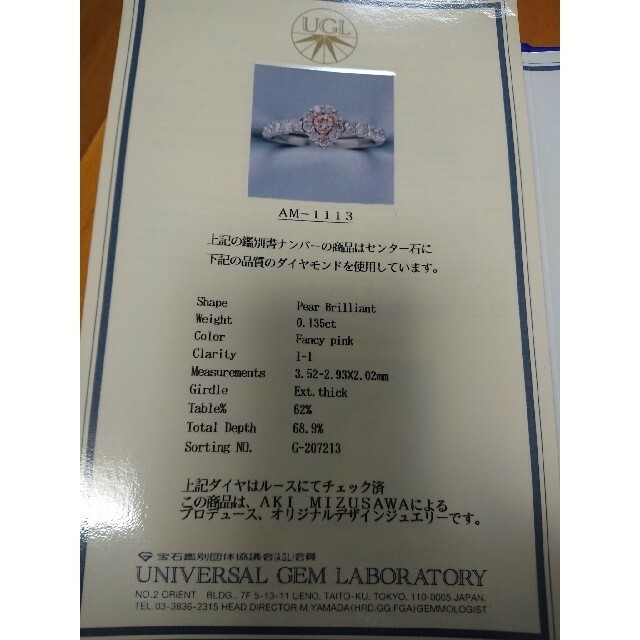 UGL
AM-1113
上記の鑑別書ナンバーの商品はセンター石に
下記の品質のダイヤモンドを使用しています。
Shape Pear Brilliant
Weight 0.135ct
Color Fancy pink
Clarity I-1
Measurements 3.52-2.93X2.02mm
Girdle Ext.thick
Table% 62%
Total Depth 68.9%
Sorting NO. G-207213
上記ダイヤはルースにてチェック済
この商品は、AKI MIZUSAWAによる
プロデュース、オリジナルデザインジュエリーです。
宝石鑑別団体協議会(AGL)会員
UNIVERSAL GEM LABORATORY
NO.2 ORIENT BLDG., 7F 5-13-11 UENO, TAITO-KU, TOKYO, 110-0005 JAPAN.
TEL.03-3836-2315 HEAD DIRECTOR M.YAMADA(HRD.GG.FGA)GEMMOLOGIST